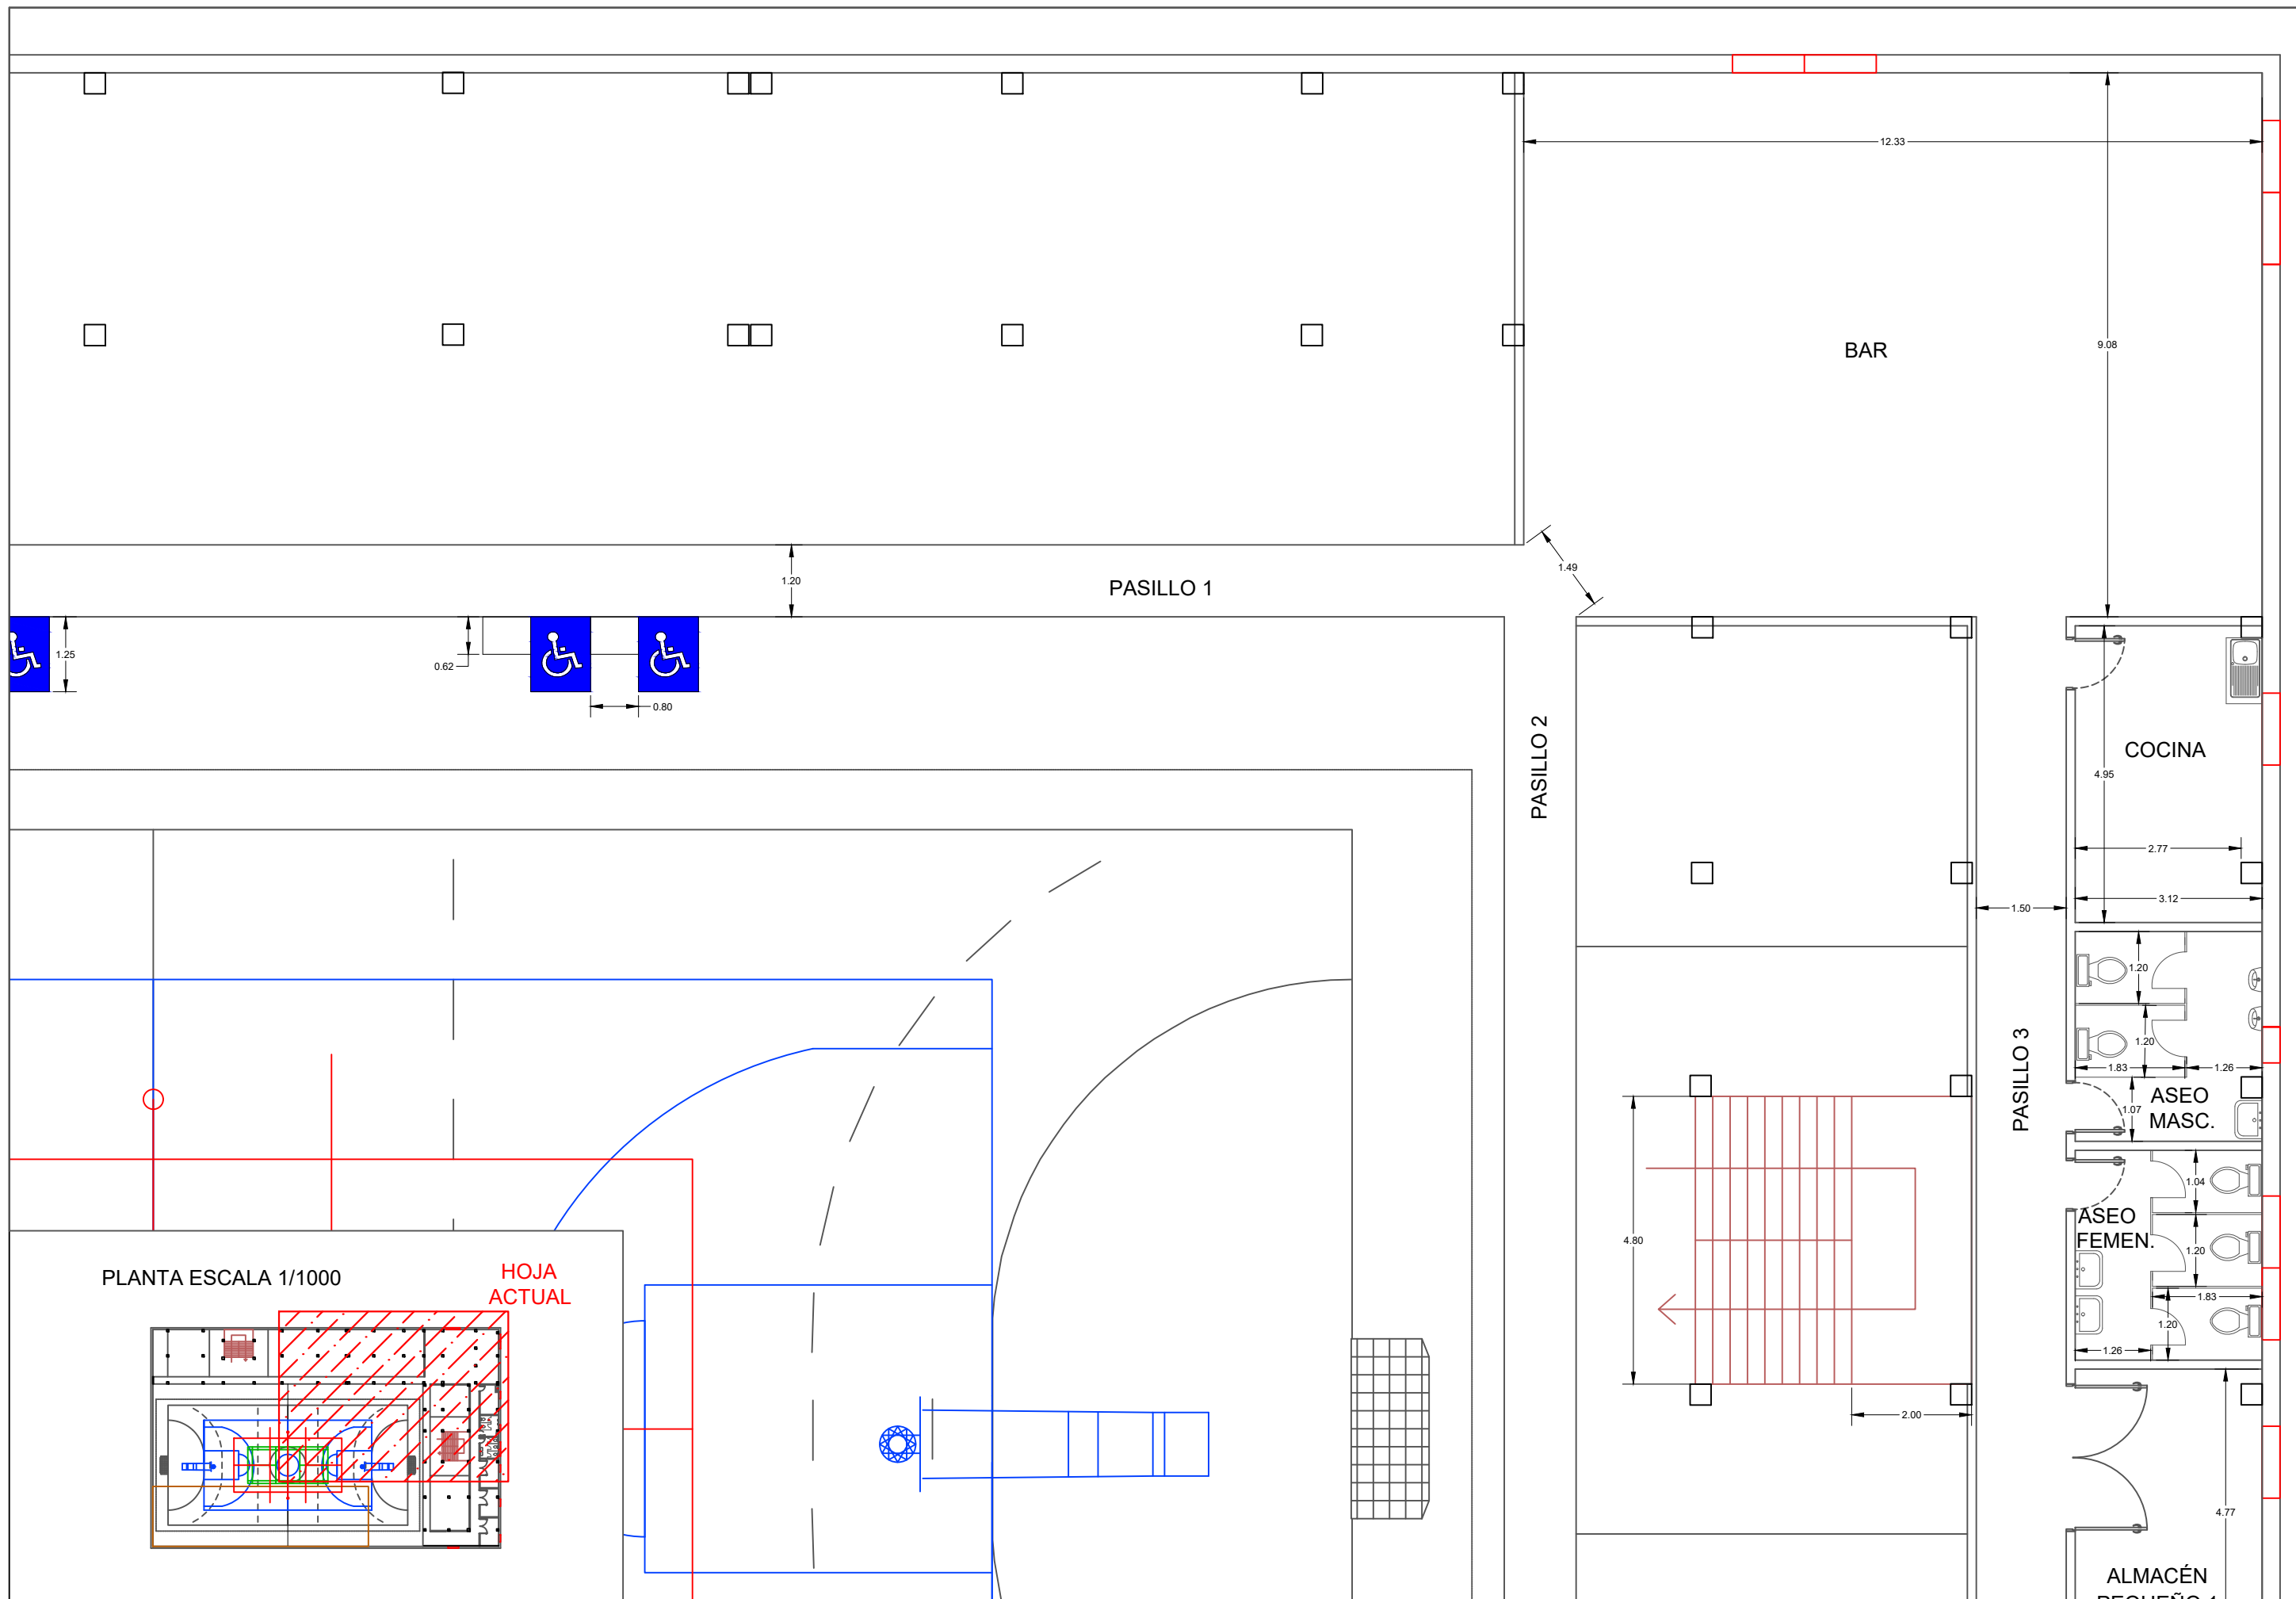 12.33
BAR
9.08
1.49
1.20
PASILLO 1
1.25
0.62
0.80
PASILLO 2
COCINA
4.95
2.77
3.12
1.50
1.20
1.20
1.83
1.26
PASILLO 3
ASEO
MASC.
1.07
1.04
ASEO
FEMEN.
4.80
1.20
1.83
1.20
1.26
PLANTA ESCALA 1/1000
HOJA
ACTUAL
2.00
4.77
ALMACÉN
PEQUEÑO 1